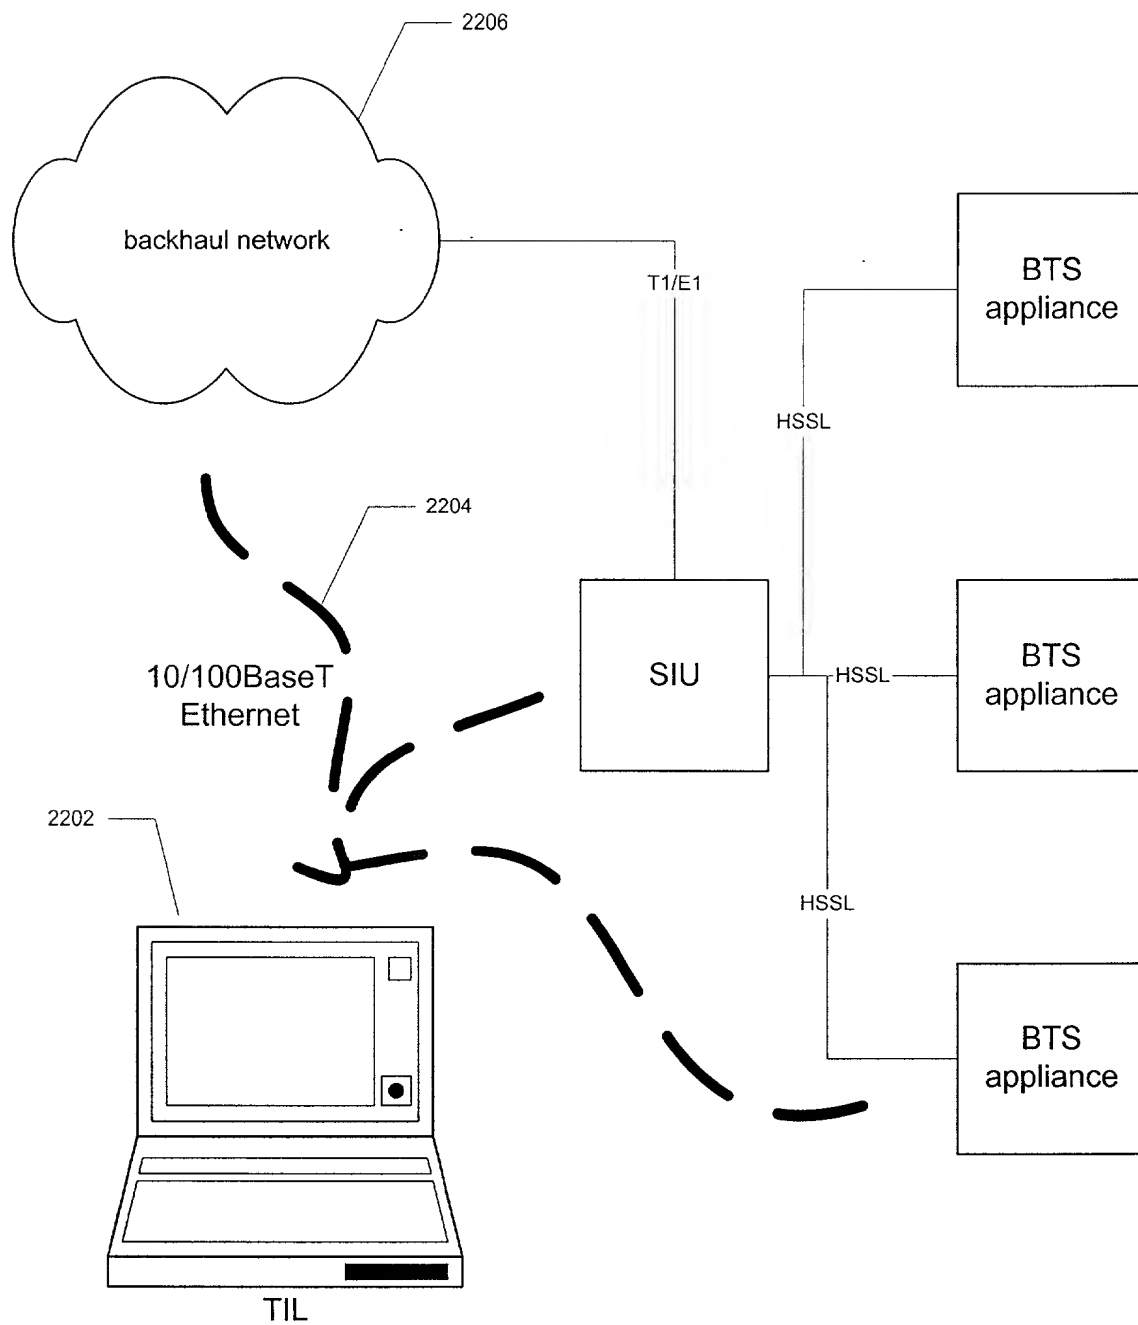 2206
backhaul network
T1/E1
BTS
appliance
HSSL
2204
10/100BaseT
Ethernet
SIU
HSSL
BTS
appliance
2202
HSSL
BTS
appliance
TIL